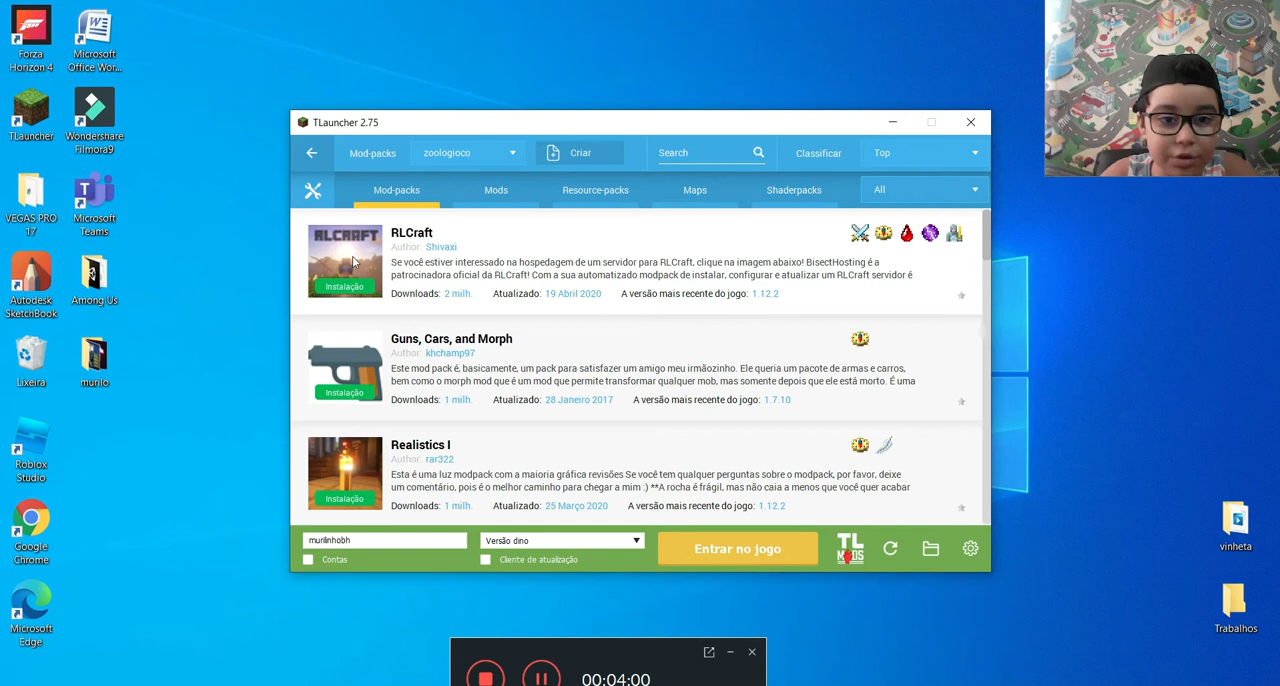 Forza
Horizon 4
Microsoft
Office Wor...
TLauncher
Wondershare
Filmora9
VEGAS PRO
17
Microsoft
Teams
Autodesk
SketchBook
Among Us
Lixeira
murilo
Roblox
Studio
Google
Chrome
Microsoft
Edge
vinheta
Trabalhos
TLauncher 2.75
Mod-packs
zoologioco
Criar
Search
Classificar
Top
Mod-packs
Mods
Resource-packs
Maps
Shaderpacks
All
RLCRAFT
Instalação
RLCraft
Author: Shivaxi
Se você estiver interessado na hospedagem de um servidor para RLCraft, clique na imagem abaixo! BisectHosting é a
patrocinadora oficial da RLCraft! Com a sua automatizado modpack de instalar, configurar e atualizar um RLCraft servidor é
Downloads: 2 milh. Atualizado: 19 Abril 2020 A versão mais recente do jogo: 1.12.2
Instalação
Guns, Cars, and Morph
Author: khchamp97
Este mod pack é, basicamente, um pack para satisfazer um amigo meu irmãozinho. Ele queria um pacote de armas e carros,
bem como o morph mod que é um mod que permite transformar qualquer mob, mas somente depois que ele está morto. É uma
Downloads: 1 milh. Atualizado: 28 Janeiro 2017 A versão mais recente do jogo: 1.7.10
Instalação
Realistics I
Author: rar322
Esta é uma luz modpack com a maioria gráfica revisões Se você tem qualquer perguntas sobre o modpack, por favor, deixe
um comentário, pois é o melhor caminho para chegar a mim :) **A rocha é frágil, mas não caia a menos que você quer acabar
Downloads: 1 milh. Atualizado: 25 Março 2020 A versão mais recente do jogo: 1.12.2
murilinhobh
Versão dino
Entrar no jogo
TL
MODS
Contas
Cliente de atualização
00:04:00